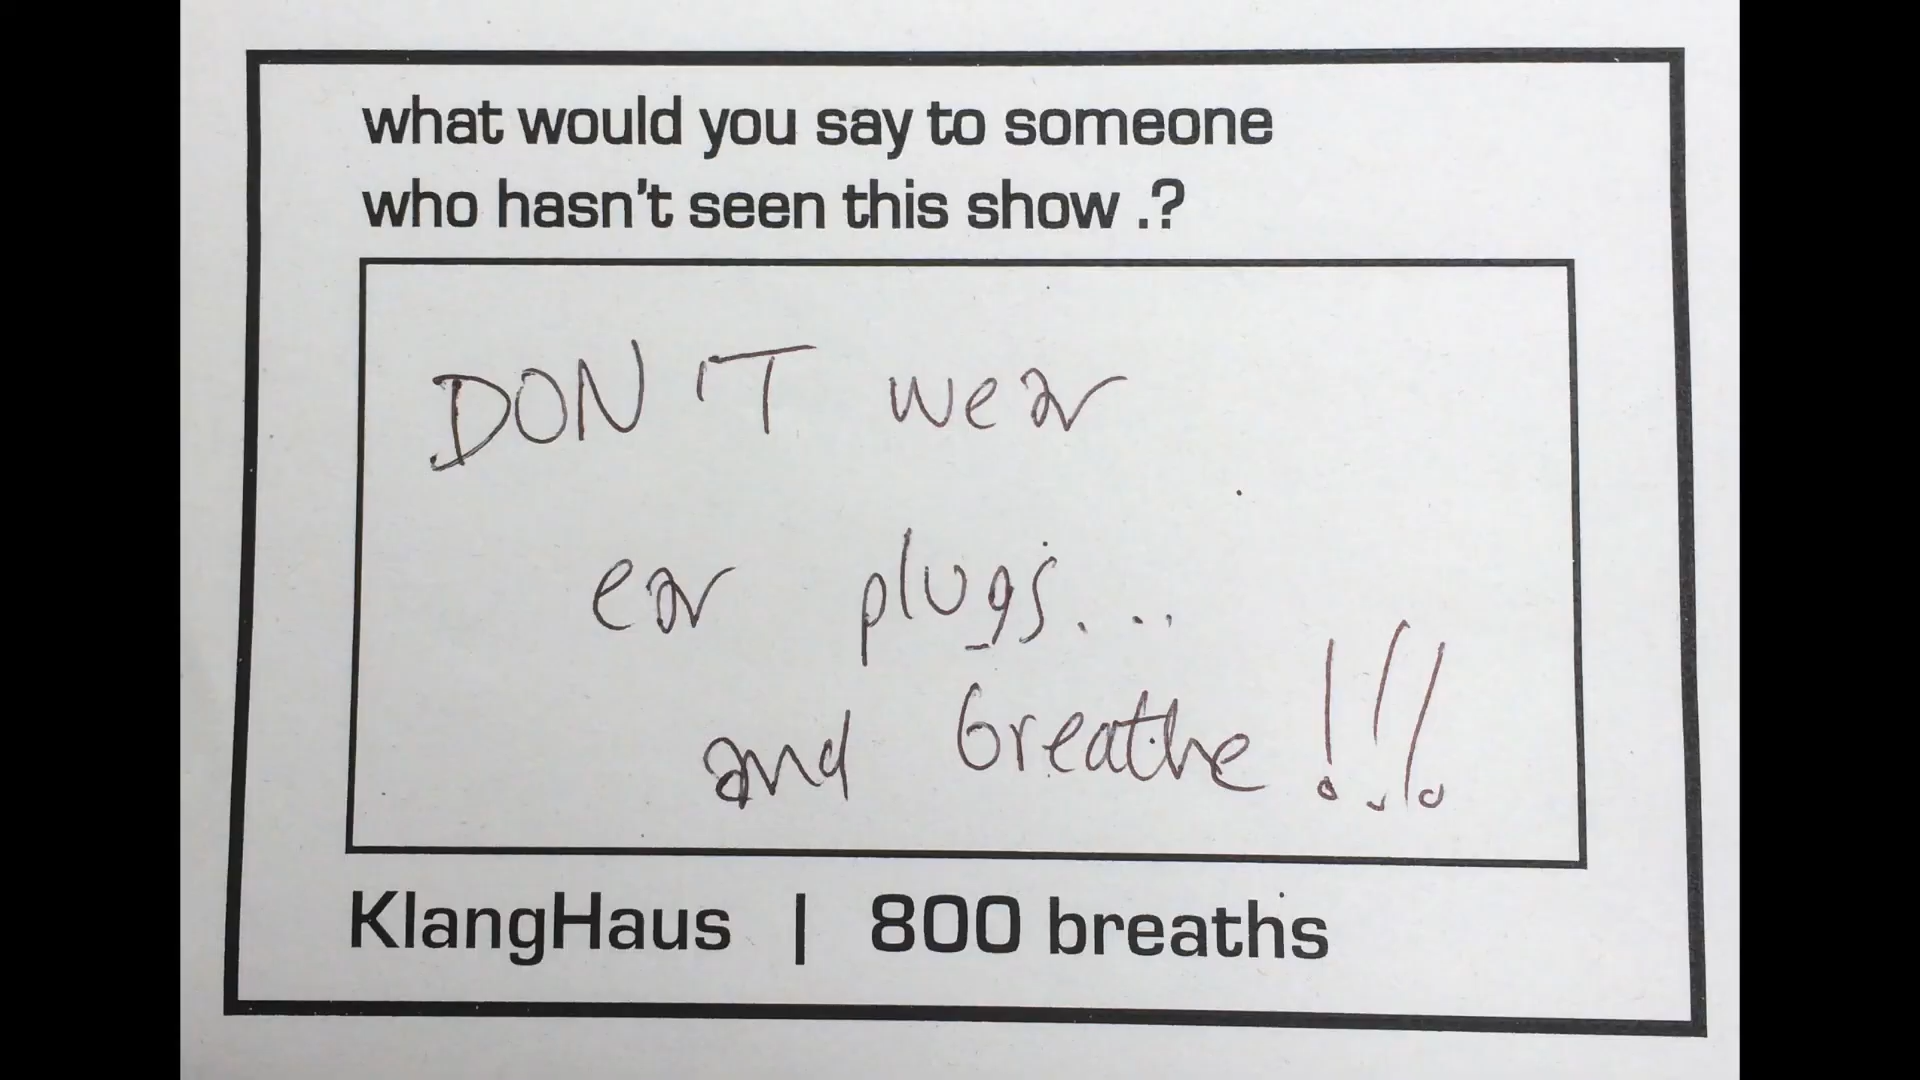 what would you say to someone
who hasn't seen this show .?
DON'T wear
ear plugs...
and breathe!!!
KlangHaus | 800 breaths